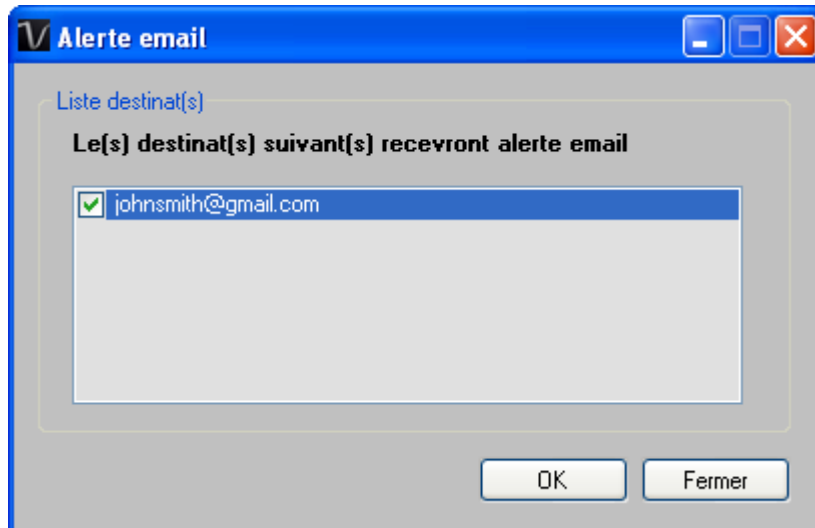 Alerte email
Liste destinat(s)
Le(s) destinat(s) suivant(s) recevront alerte email
johnsmith@gmail.com
OK Fermer